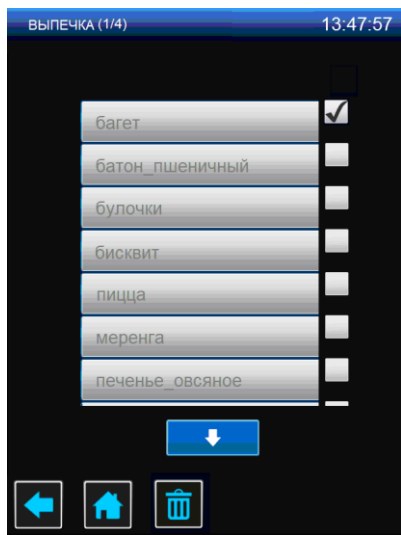 ВЫПЕЧКА (1/4) 13:47:57
багет
батон_пшеничный
булочки
бисквит
пицца
меренга
печенье_овсяное